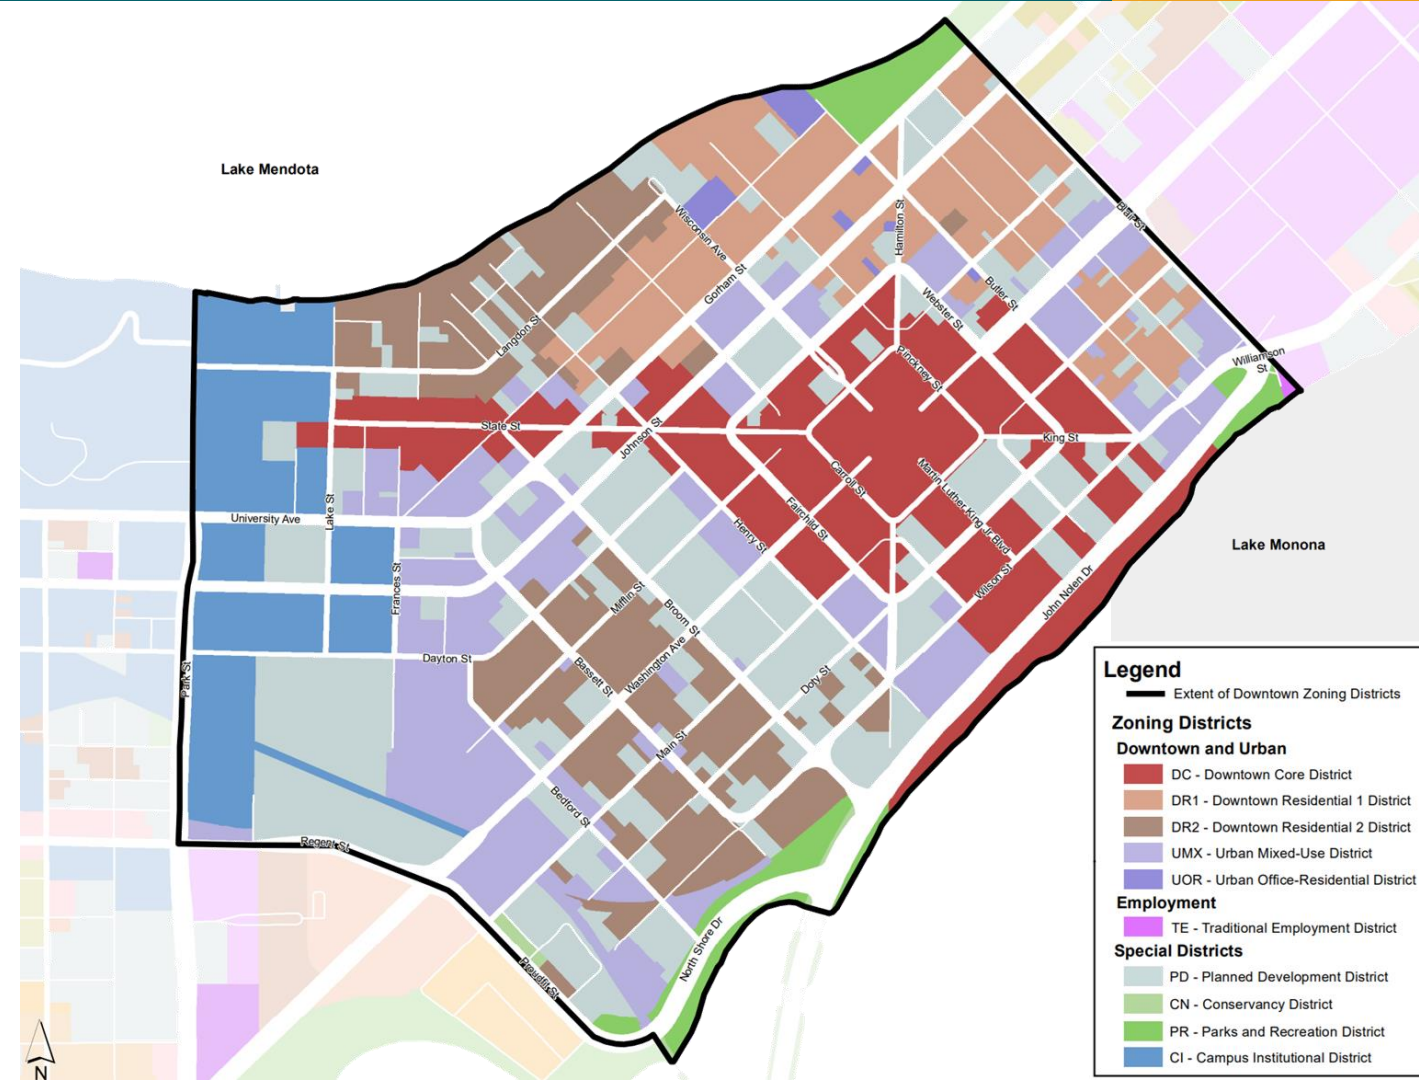 Lake Mendota
Wisconsin Ave
Gorham St
Hamilton St
Blair St
Butler St
Webster St
Pinckney St
Langdon St
Williamson
St
State St
Johnson St
King St
Carroll St
Martin Luther King Jr Blvd
Fairchild St
Henry St
University Ave
Lake St
Lake Monona
Wilson St
John Nolen Dr
Frances St
Mifflin St
Broom St
Washington Ave
Bassett St
Dayton St
Park St
Doty St
Main St
Bedford St
Regent St
North Shore Dr
Proudfit St
N
Legend
Extent of Downtown Zoning Districts
Zoning Districts
Downtown and Urban
DC - Downtown Core District
DR1 - Downtown Residential 1 District
DR2 - Downtown Residential 2 District
UMX - Urban Mixed-Use District
UOR - Urban Office-Residential District
Employment
TE - Traditional Employment District
Special Districts
PD - Planned Development District
CN - Conservancy District
PR - Parks and Recreation District
CI - Campus Institutional District